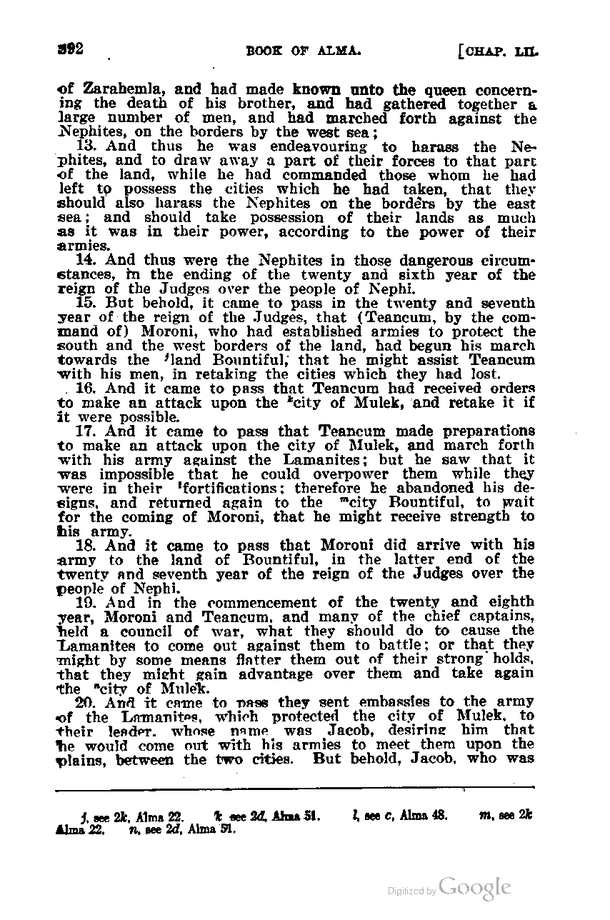 392 BOOK OF ALMA. [CHAP. LII.
of Zarahemla, and had made known unto the queen concern-
ing the death of his brother, and had gathered together a
large number of men, and had marched forth against the
Nephites, on the borders by the west sea;
13. And thus he was endeavouring to harass the Ne-
phites, and to draw away a part of their forces to that part
of the land, while he had commanded those whom he had
left to possess the cities which he had taken, that they
should also harass the Nephites on the borders by the east
sea; and should take possession of their lands as much
as it was in their power, according to the power of their
armies.
14. And thus were the Nephites in those dangerous circum-
stances, in the ending of the twenty and sixth year of the
reign of the Judges over the people of Nephi.
15. But behold, it came to pass in the twenty and seventh
year of the reign of the Judges, that (Teancum, by the com-
mand of) Moroni, who had established armies to protect the
south and the west borders of the land, had begun his march
towards the jland Bountiful, that he might assist Teancum
with his men, in retaking the cities which they had lost.
16. And it came to pass that Teancum had received orders
to make an attack upon the kcity of Mulek, and retake it if
it were possible.
17. And it came to pass that Teancum made preparations
to make an attack upon the city of Mulek, and march forth
with his army against the Lamanites; but he saw that it
was impossible that he could overpower them while they
were in their lfortifications; therefore he abandoned his de-
signs, and returned again to the mcity Bountiful, to wait
for the coming of Moroni, that he might receive strength to
his army.
18. And it came to pass that Moroni did arrive with his
army to the land of Bountiful, in the latter end of the
twenty and seventh year of the reign of the Judges over the
people of Nephi.
19. And in the commencement of the twenty and eighth
year, Moroni and Teancum, and many of the chief captains,
held a council of war, what they should do to cause the
Lamanites to come out against them to battle; or that they
might by some means flatter them out of their strong holds,
that they might gain advantage over them and take again
the ncity of Mulek.
20. And it came to pass they sent embassies to the army
of the Lamanites, which protected the city of Mulek, to
their leader, whose name was Jacob, desiring him that
he would come out with his armies to meet them upon the
plains, between the two cities. But behold, Jacob, who was
j, see 2k, Alma 22. k see 2d, Alma 51. l, see c, Alma 48. m, see 2k
Alma 22. n, see 2d, Alma 51.
Digitized by Google